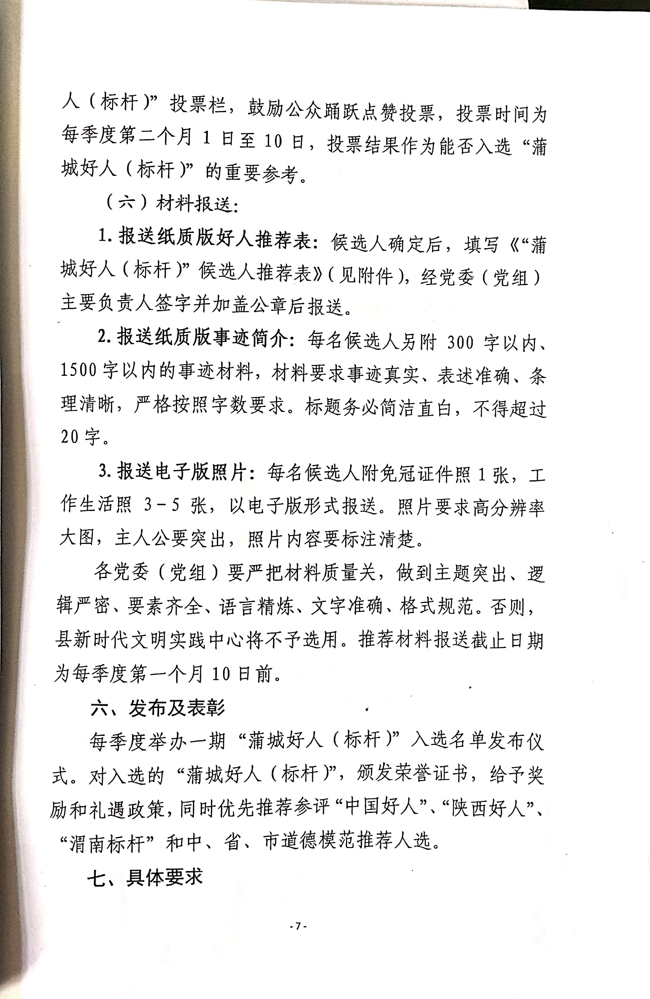 人（标杆）”投票栏，鼓励公众踊跃点赞投票，投票时间为
每季度第二个月 1 日至 10 日，投票结果作为能否入选“蒲
城好人（标杆）”的重要参考。
（六）材料报送：
1. 报送纸质版好人推荐表：候选人确定后，填写《“蒲
城好人（标杆）”候选人推荐表》（见附件），经党委（党组）
主要负责人签字并加盖公章后报送。
2. 报送纸质版事迹简介：每名候选人另附 300 字以内、
1500 字以内的事迹材料，材料要求事迹真实、表述准确、条
理清晰，严格按照字数要求。标题务必简洁直白，不得超过
20 字。
3. 报送电子版照片：每名候选人附免冠证件照 1 张，工
作生活照 3-5 张，以电子版形式报送。照片要求高分辨率
大图，主人公要突出，照片内容要标注清楚。
各党委（党组）要严把材料质量关，做到主题突出、逻
辑严密、要素齐全、语言精炼、文字准确、格式规范。否则，
县新时代文明实践中心将不予选用。推荐材料报送截止日期
为每季度第一个月 10 日前。
六、发布及表彰
每季度举办一期“蒲城好人（标杆）”入选名单发布仪
式。对入选的“蒲城好人（标杆）”，颁发荣誉证书，给予奖
励和礼遇政策，同时优先推荐参评“中国好人”、“陕西好人”、
“渭南标杆”和中、省、市道德模范推荐人选。
七、具体要求
- 7 -